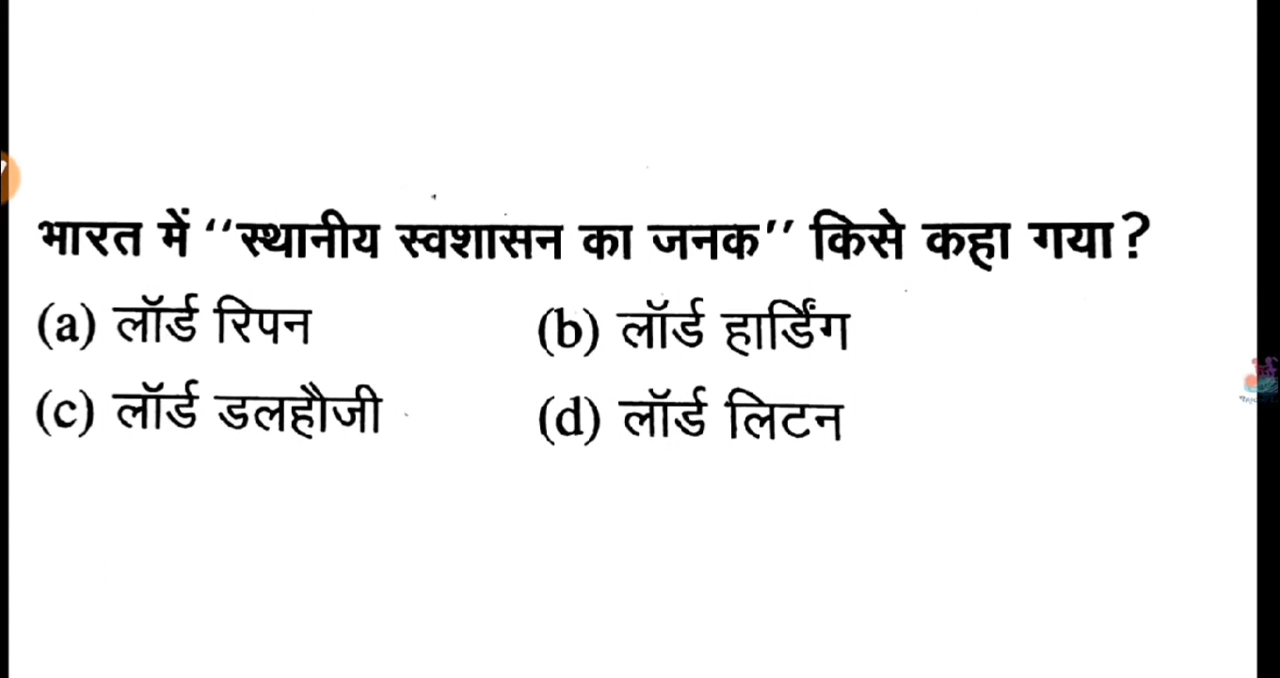 भारत में ‘‘स्थानीय स्वशासन का जनक’’ किसे कहा गया?
(a) लॉर्ड रिपन (b) लॉर्ड हार्डिंग
(c) लॉर्ड डलहौजी (d) लॉर्ड लिटन